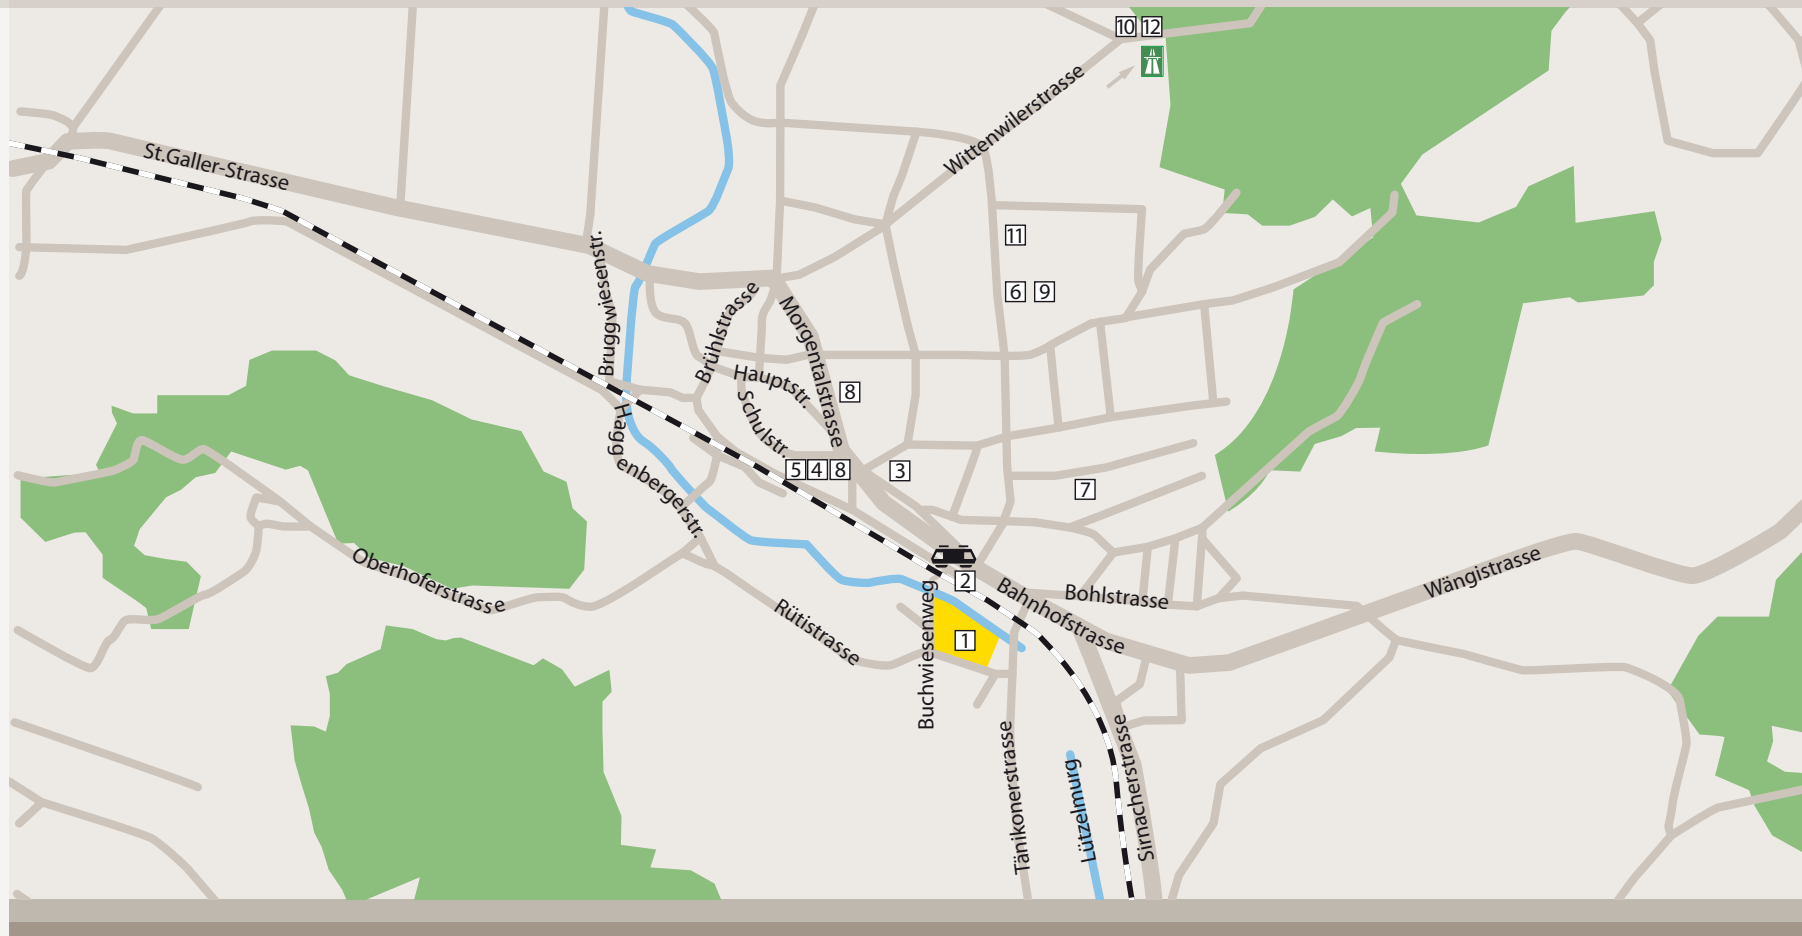 10 12
Wittenwilerstrasse
St.Galler-Strasse
11
Bruggwiesenstr.
6 9
Brühlstrasse
Morgentalstrasse
Hauptstr.
8
Schulstr.
Haggenbergerstr.
5 4 8
3
7
Oberhoferstrasse
2
Bahnhofstrasse
Bohlstrasse
Wängistrasse
Rütistrasse
Buchwiesenweg
1
Tänikonerstrasse
Lützelmurg
Sirnacherstrasse